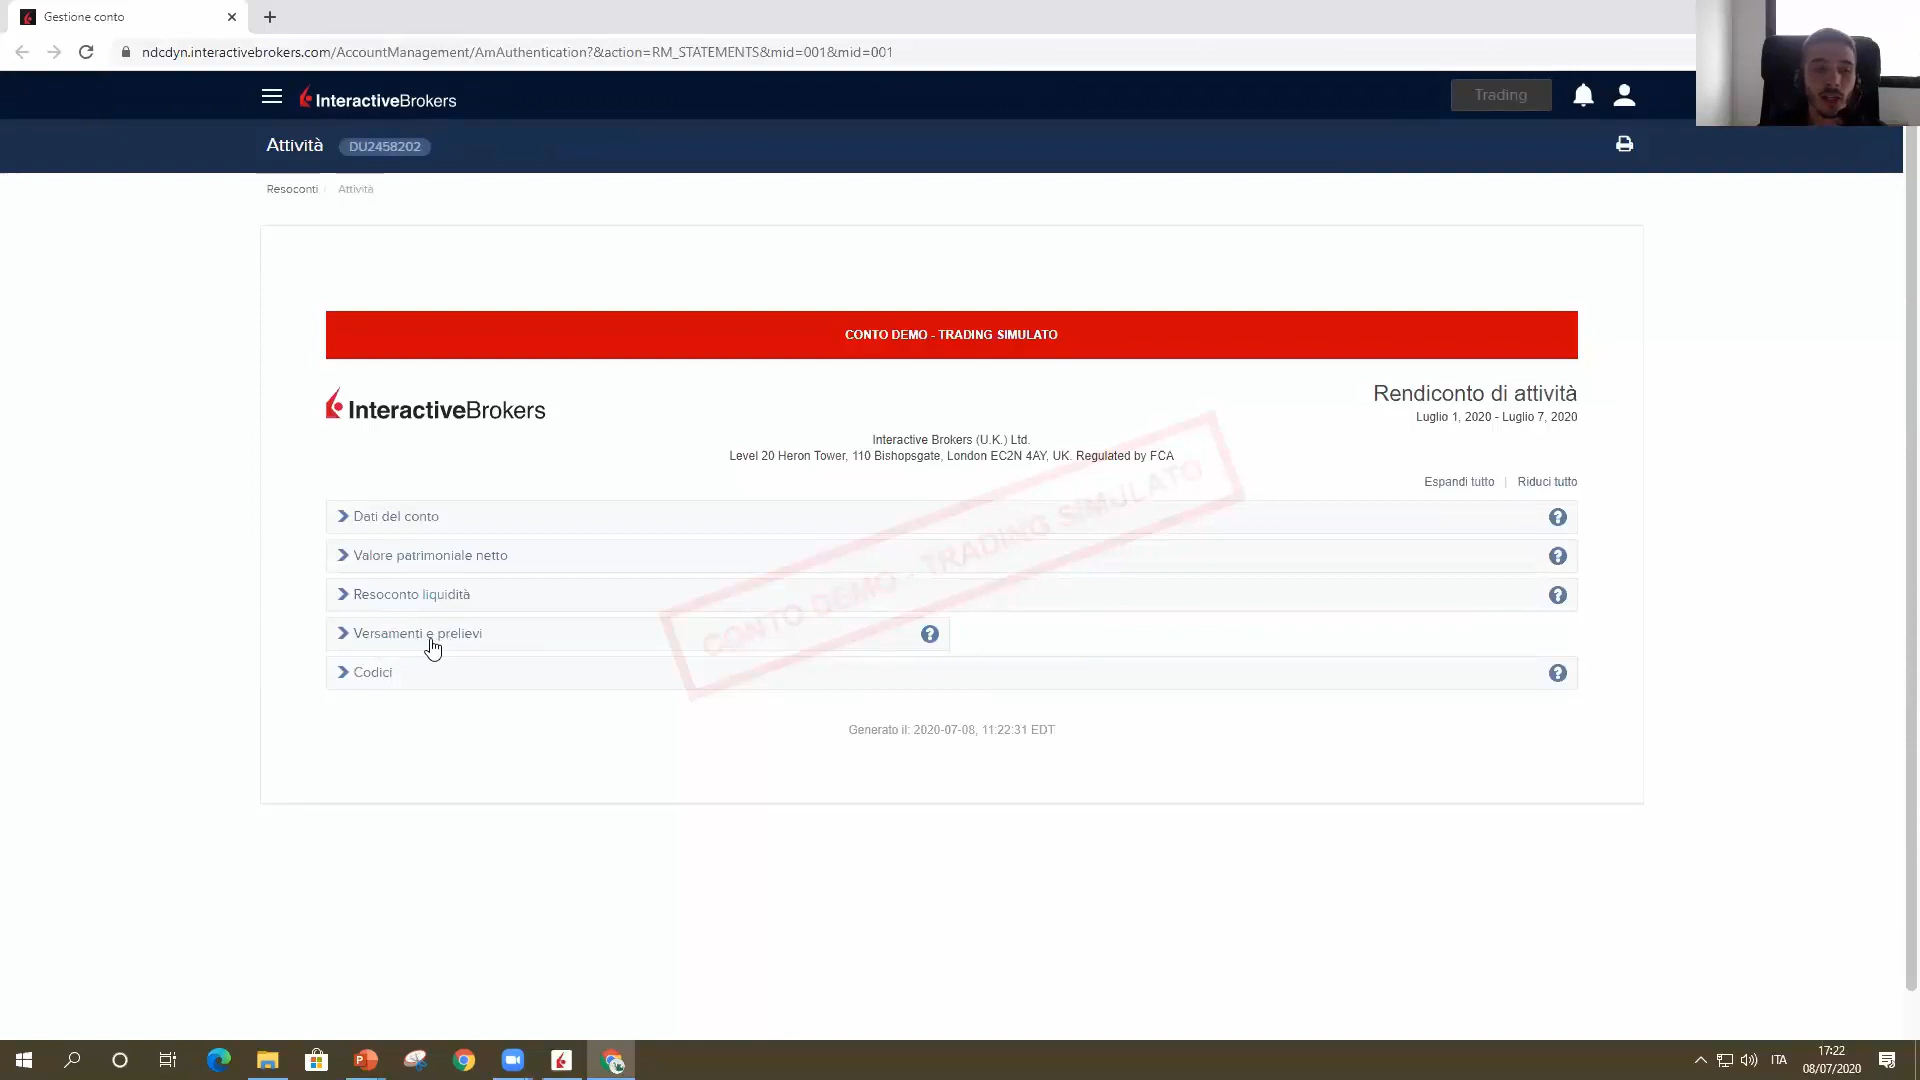 Gestione conto
ndcdyn.interactivebrokers.com/AccountManagement/AmAuthentication?&action=RM_STATEMENTS&mid=001&mid=001
InteractiveBrokers
Trading
Attività DU2458202
Resoconti / Attività
CONTO DEMO - TRADING SIMULATO
InteractiveBrokers
Rendiconto di attività
Luglio 1, 2020 - Luglio 7, 2020
Interactive Brokers (U.K.) Ltd.
Level 20 Heron Tower, 110 Bishopsgate, London EC2N 4AY, UK. Regulated by FCA
Espandi tutto | Riduci tutto
Dati del conto ?
Valore patrimoniale netto ?
Resoconto liquidità ?
Versamenti e prelievi ?
Codici ?
CONTO DEMO - TRADING SIMULATO
Generato il: 2020-07-08, 11:22:31 EDT
ITA
17:22
08/07/2020